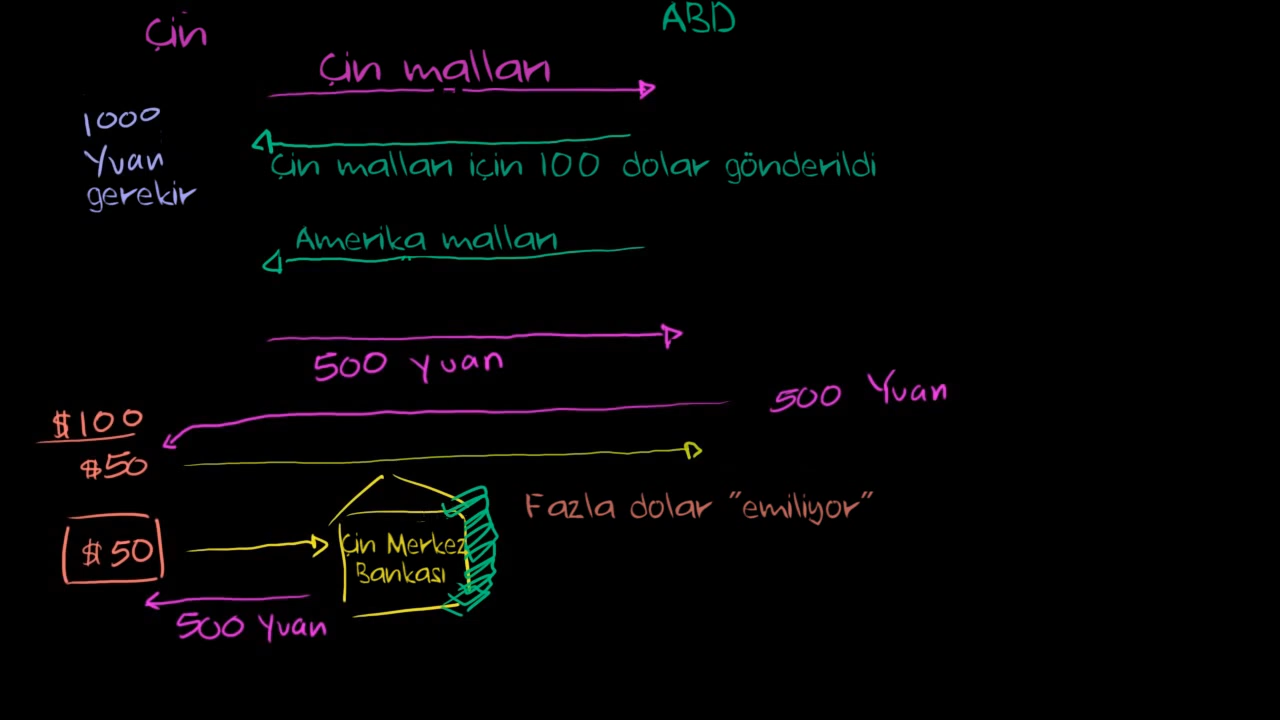 Çin
ABD
Çin malları
1000
Yuan
gerekir
Çin malları için 100 dolar gönderildi
Amerika malları
500 Yuan
500 Yuan
$100
$50
Fazla dolar "emiliyor"
$50
Çin Merkez
Bankası
500 Yuan